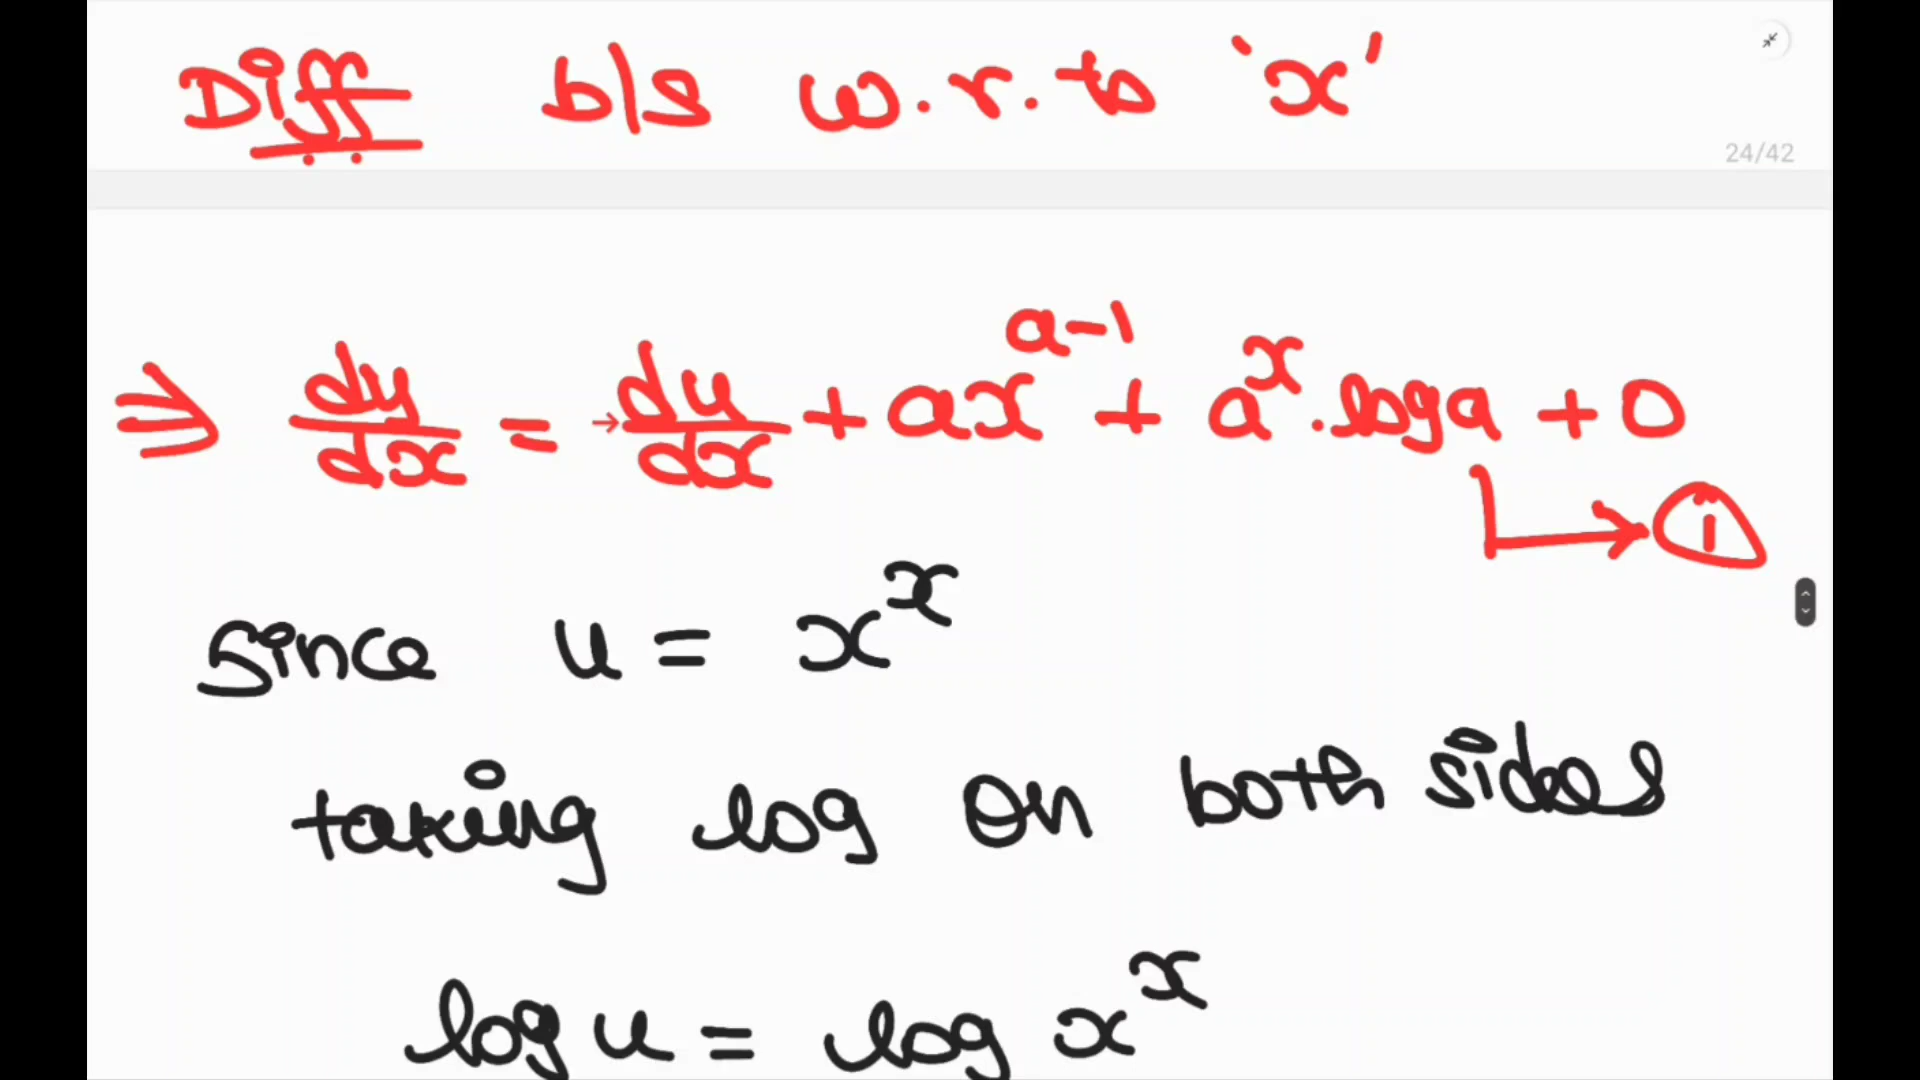 Diff b/s w.r.to 'x'
24/42
⇒ dy/dx = → du/dx + ax^(a-1) + a^x . log a + 0
→ ①
since u = x^x
taking log on both sides
log u = log x^x